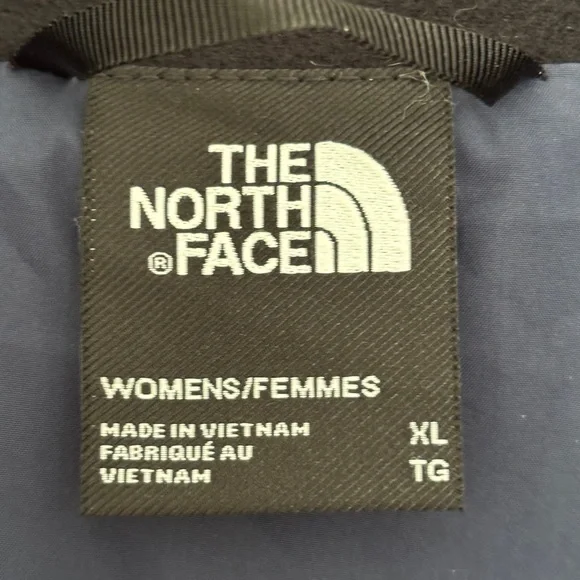 THE
NORTH
®FACE
WOMENS/FEMMES
MADE IN VIETNAM XL
FABRIQUÉ AU
VIETNAM TG